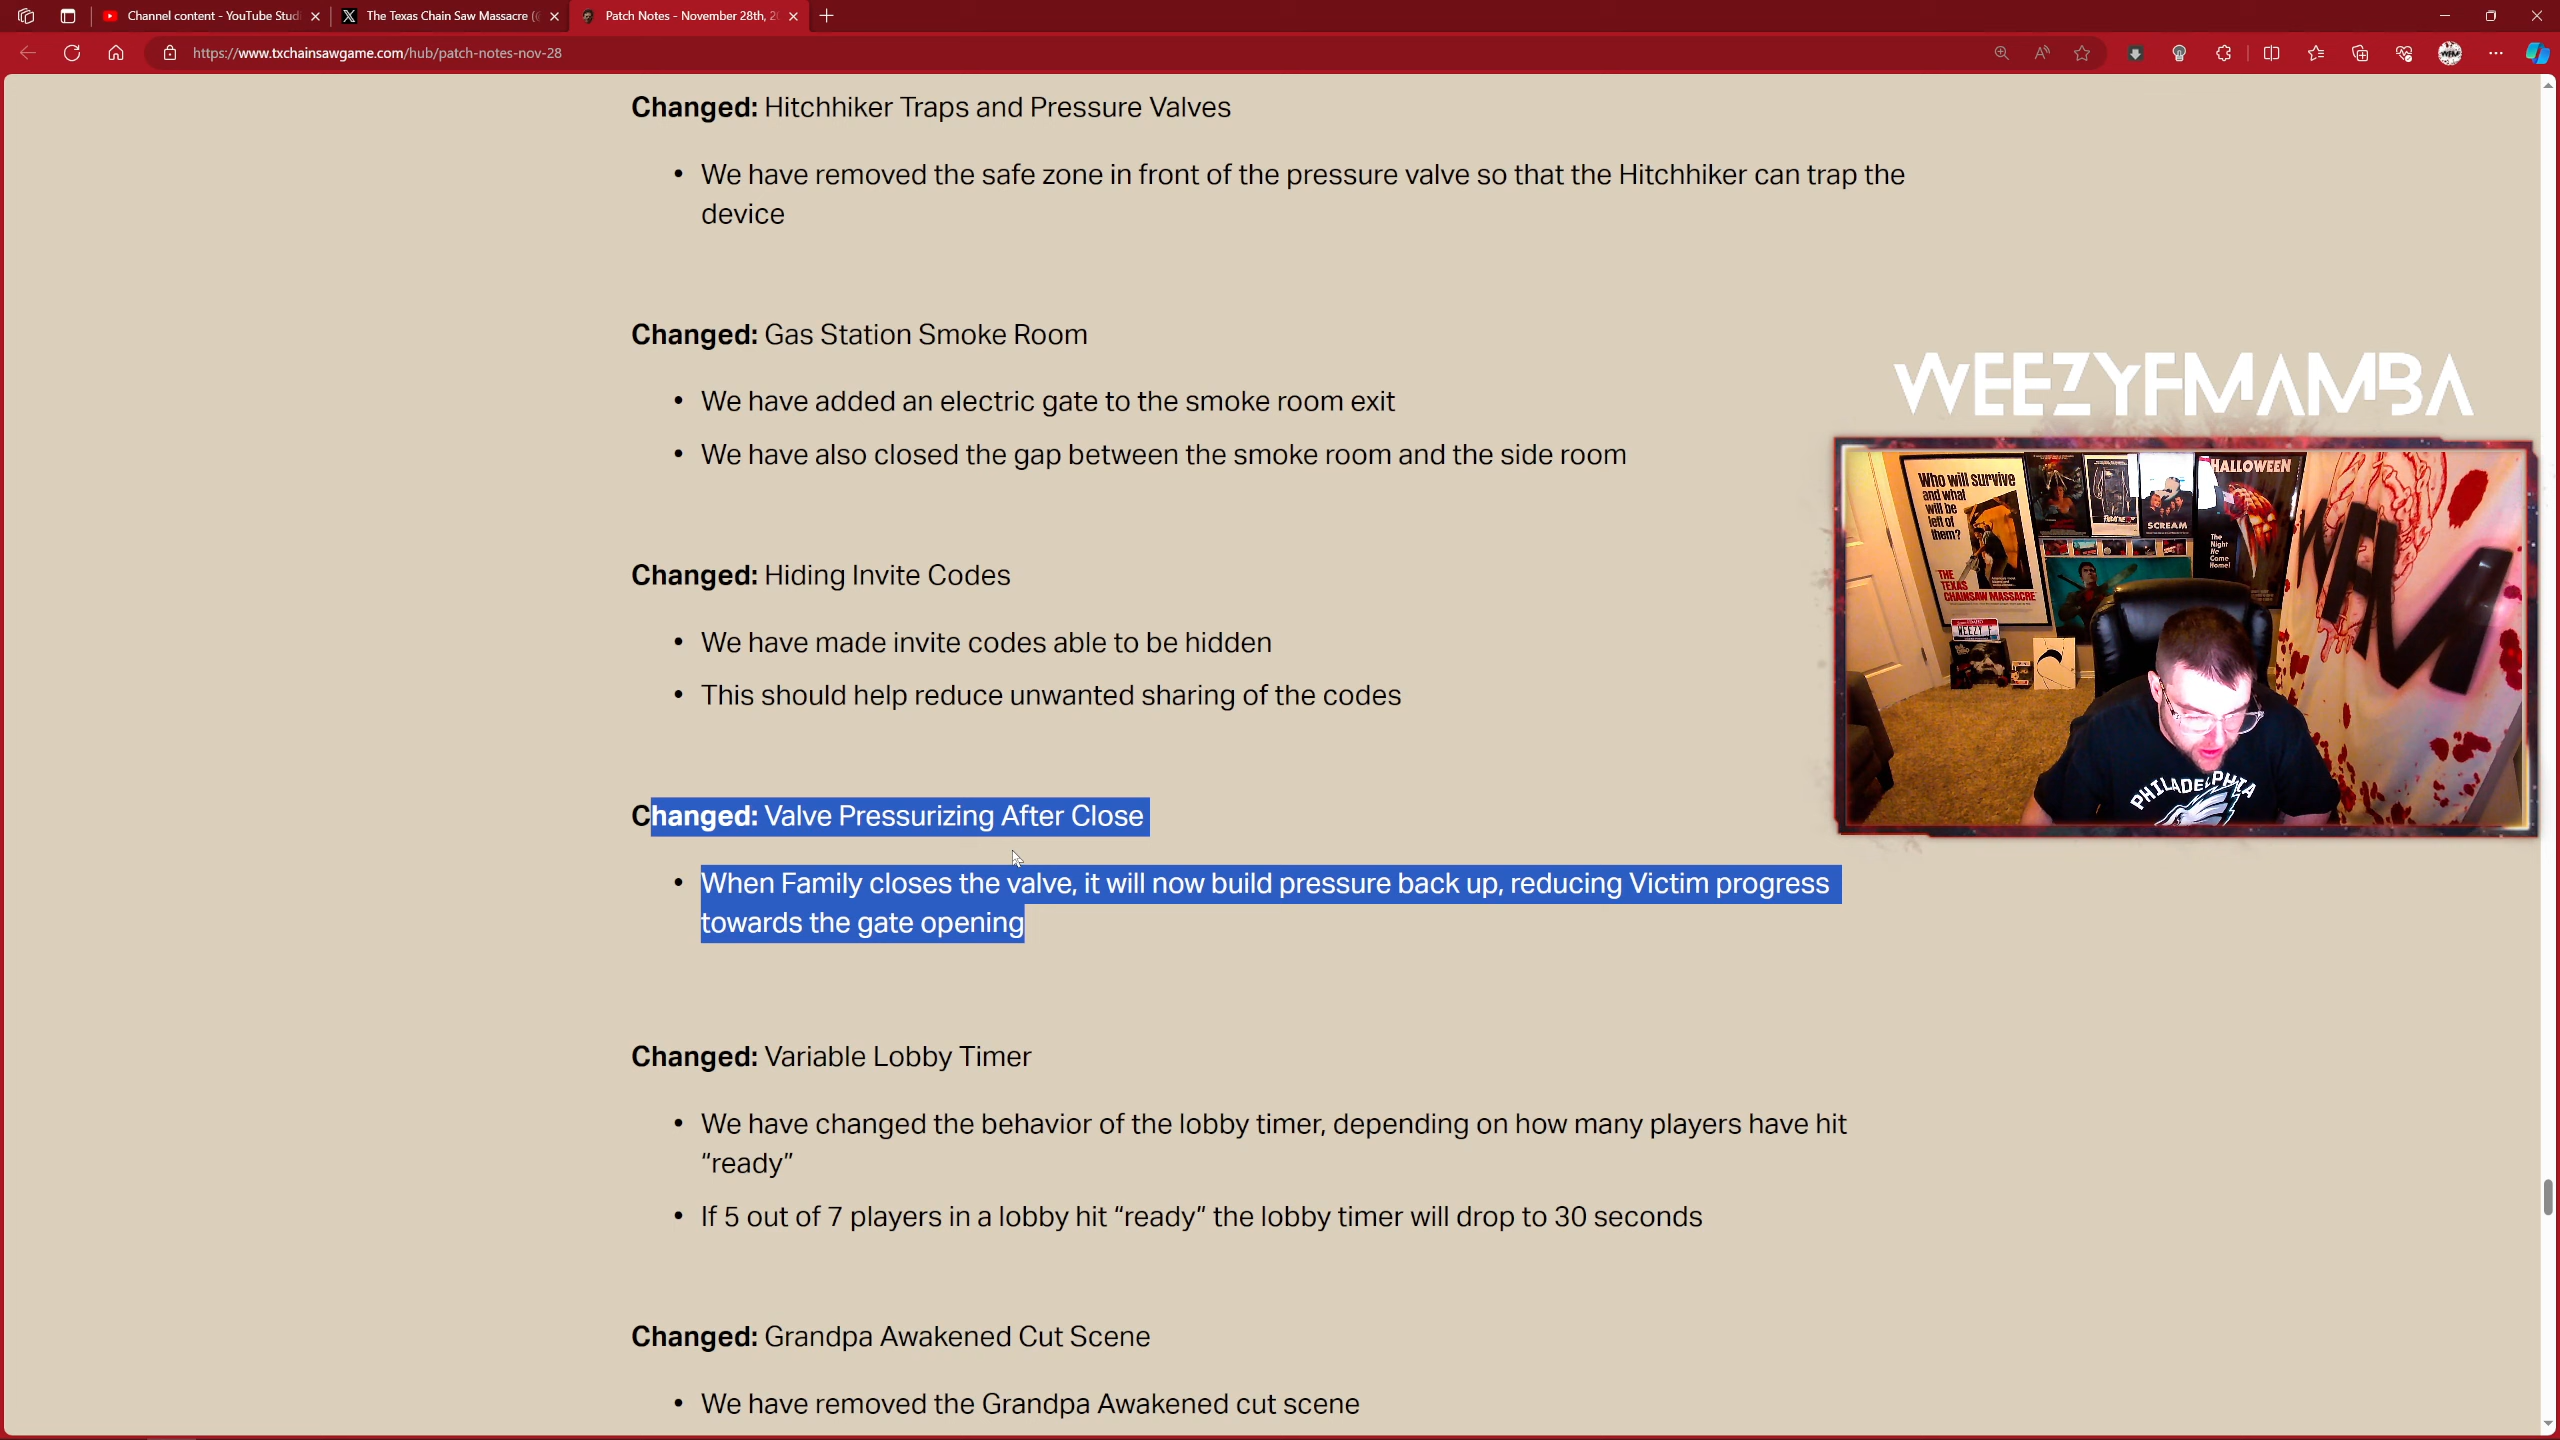 Channel content - YouTube Studi
The Texas Chain Saw Massacre (@
Patch Notes - November 28th, 20
https://www.txchainsawgame.com/hub/patch-notes-nov-28
Changed: Hitchhiker Traps and Pressure Valves
• We have removed the safe zone in front of the pressure valve so that the Hitchhiker can trap the
device
Changed: Gas Station Smoke Room
• We have added an electric gate to the smoke room exit
• We have also closed the gap between the smoke room and the side room
Changed: Hiding Invite Codes
• We have made invite codes able to be hidden
• This should help reduce unwanted sharing of the codes
Changed: Valve Pressurizing After Close
• When Family closes the valve, it will now build pressure back up, reducing Victim progress
towards the gate opening
Changed: Variable Lobby Timer
• We have changed the behavior of the lobby timer, depending on how many players have hit
“ready”
• If 5 out of 7 players in a lobby hit “ready” the lobby timer will drop to 30 seconds
Changed: Grandpa Awakened Cut Scene
• We have removed the Grandpa Awakened cut scene
WEEZYFMAMBA
Who will survive
and what
will be
left of
them?
THE
TEXAS
CHAINSAW MASSACRE
SCREAM
HALLOWEEN
The
Night
He
Came
Home!
WEEZY F
PHILADELPHIA